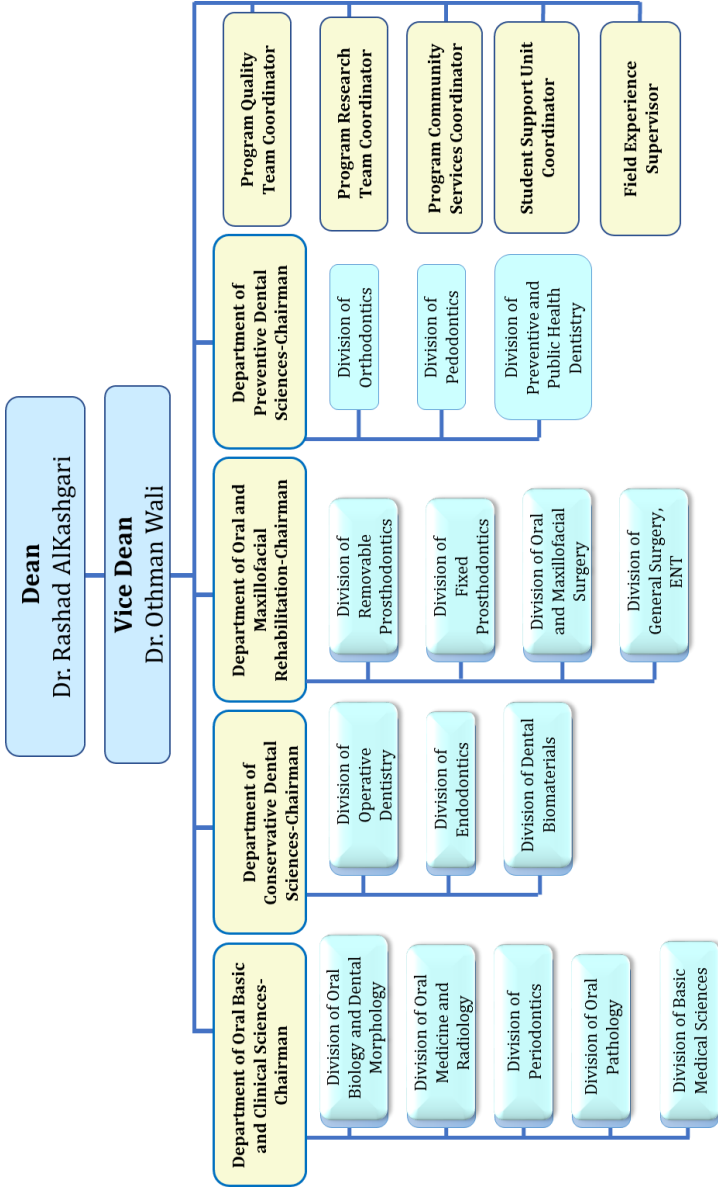 Dean
Dr. Rashad AlKashgari
Vice Dean
Dr. Othman Wali
Department of Oral Basic
and Clinical Sciences-
Chairman
Division of Oral
Biology and Dental
Morphology
Division of Oral
Medicine and
Radiology
Division of
Periodontics
Division of Oral
Pathology
Division of Basic
Medical Sciences
Department of
Conservative Dental
Sciences-Chairman
Division of
Operative
Dentistry
Division of
Endodontics
Division of Dental
Biomaterials
Department of Oral and
Maxillofacial
Rehabilitation-Chairman
Division of
Removable
Prosthodontics
Division of
Fixed
Prosthodontics
Division of Oral
and Maxillofacial
Surgery
Division of
General Surgery,
ENT
Department of
Preventive Dental
Sciences-Chairman
Division of
Orthodontics
Division of
Pedodontics
Division of
Preventive and
Public Health
Dentistry
Program Quality
Team Coordinator
Program Research
Team Coordinator
Program Community
Services Coordinator
Student Support Unit
Coordinator
Field Experience
Supervisor